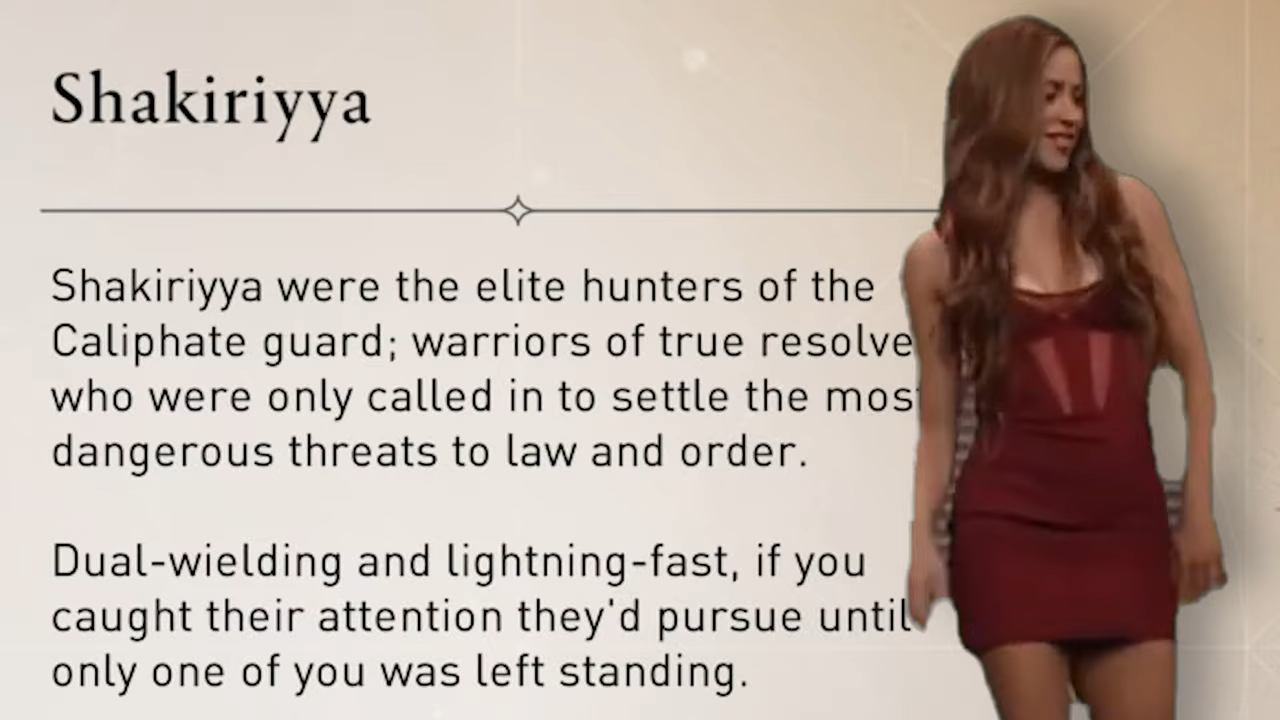 Shakiriyya
Shakiriyya were the elite hunters of the
Caliphate guard; warriors of true resolve
who were only called in to settle the most
dangerous threats to law and order.
Dual-wielding and lightning-fast, if you
caught their attention they'd pursue until
only one of you was left standing.